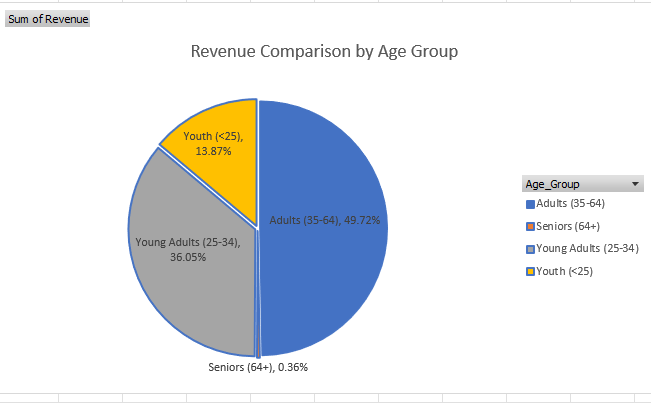 Sum of Revenue
Revenue Comparison by Age Group
Youth (<25),
13.87%
Adults (35-64), 49.72%
Young Adults (25-34),
36.05%
Seniors (64+), 0.36%
Age_Group
Adults (35-64)
Seniors (64+)
Young Adults (25-34)
Youth (<25)